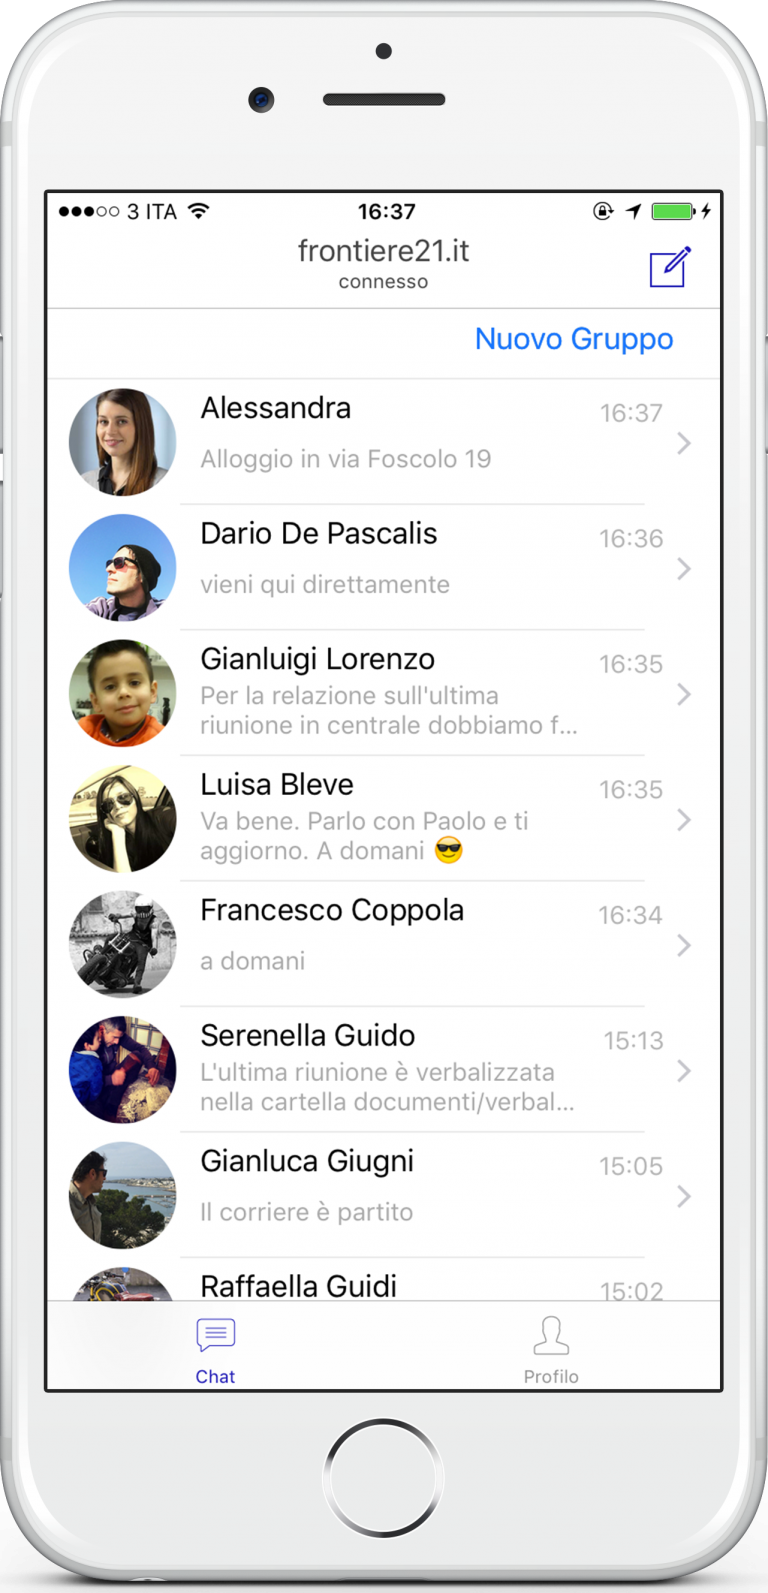 3 ITA
16:37
frontiere21.it
connesso
Nuovo Gruppo
Alessandra
16:37
Alloggio in via Foscolo 19
Dario De Pascalis
16:36
vieni qui direttamente
Gianluigi Lorenzo
16:35
Per la relazione sull'ultima
riunione in centrale dobbiamo f...
Luisa Bleve
16:35
Va bene. Parlo con Paolo e ti
aggiorno. A domani 😎
Francesco Coppola
16:34
a domani
Serenella Guido
15:13
L'ultima riunione è verbalizzata
nella cartella documenti/verbal...
Gianluca Giugni
15:05
Il corriere è partito
Raffaella Guidi
15:02
Chat
Profilo